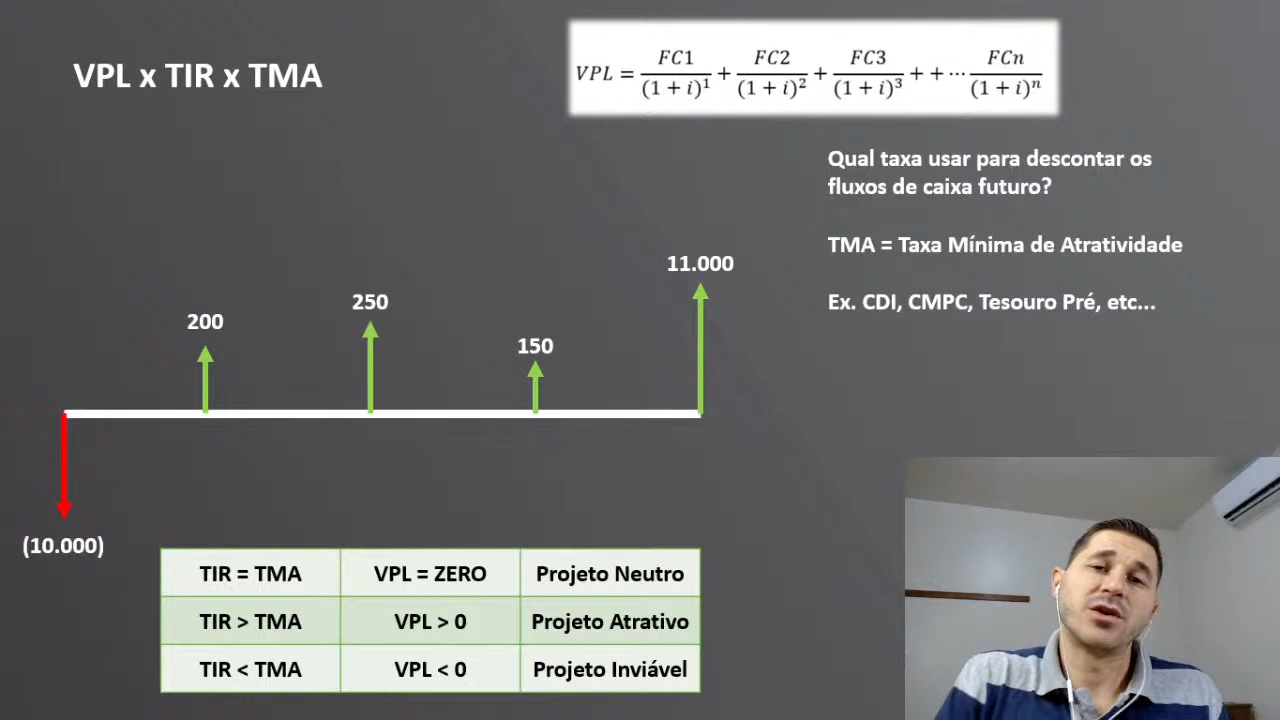 VPL x TIR x TMA
VPL = FC1/(1 + i)^1 + FC2/(1 + i)^2 + FC3/(1 + i)^3 + + ⋯ FCn/(1 + i)^n
Qual taxa usar para descontar os
fluxos de caixa futuro?
TMA = Taxa Mínima de Atratividade
Ex. CDI, CMPC, Tesouro Pré, etc...
11.000
250
200
150
(10.000)
TIR = TMA VPL = ZERO Projeto Neutro
TIR > TMA VPL > 0 Projeto Atrativo
TIR < TMA VPL < 0 Projeto Inviável